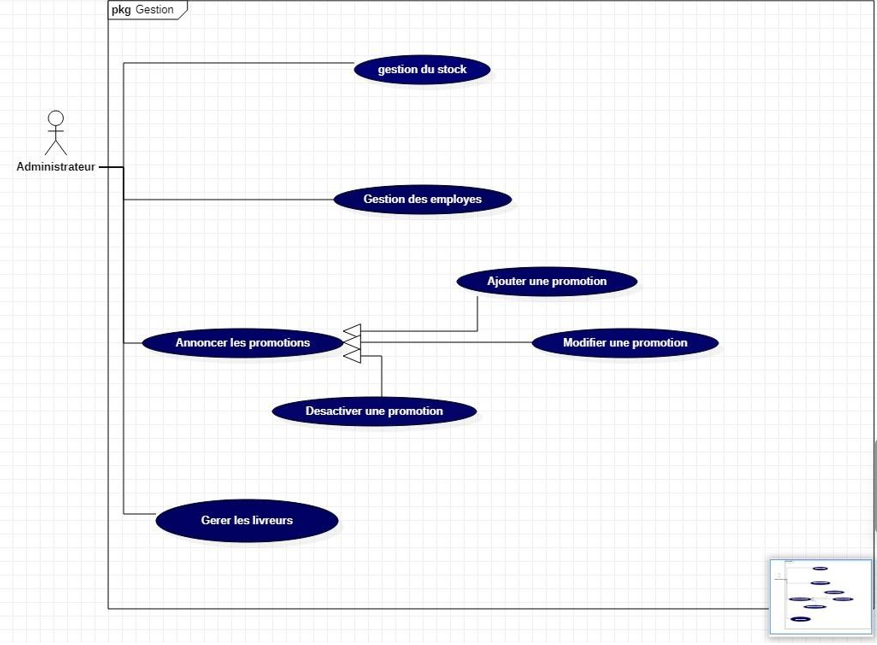 pkg Gestion
gestion du stock
Administrateur
Gestion des employes
Ajouter une promotion
Annoncer les promotions
Modifier une promotion
Desactiver une promotion
Gerer les livreurs